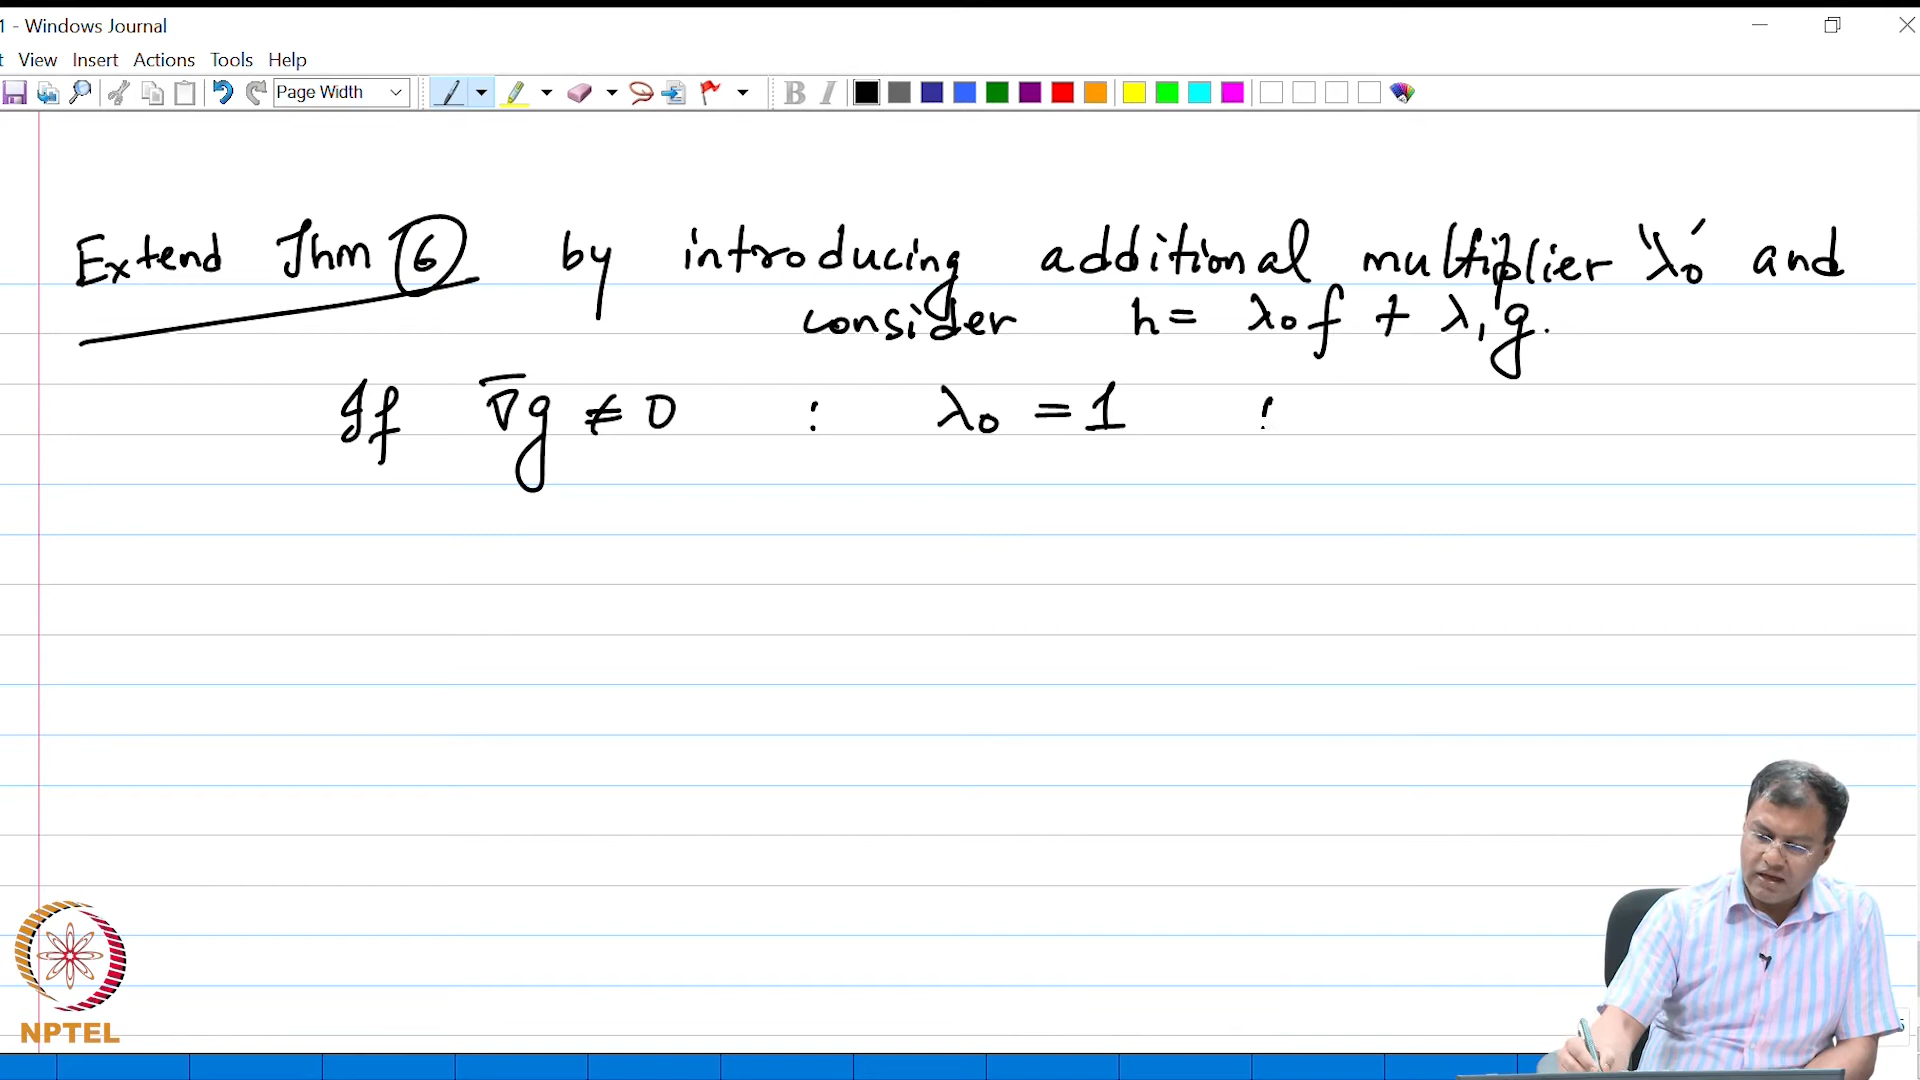 1 - Windows Journal
t View Insert Actions Tools Help
Page Width B I
Extend Thm 6 by introducing additional multiplier 'λ₀' and
consider h = λ₀f + λ₁g.
If ∇̅g ≠ 0 : λ₀ = 1 :
NPTEL